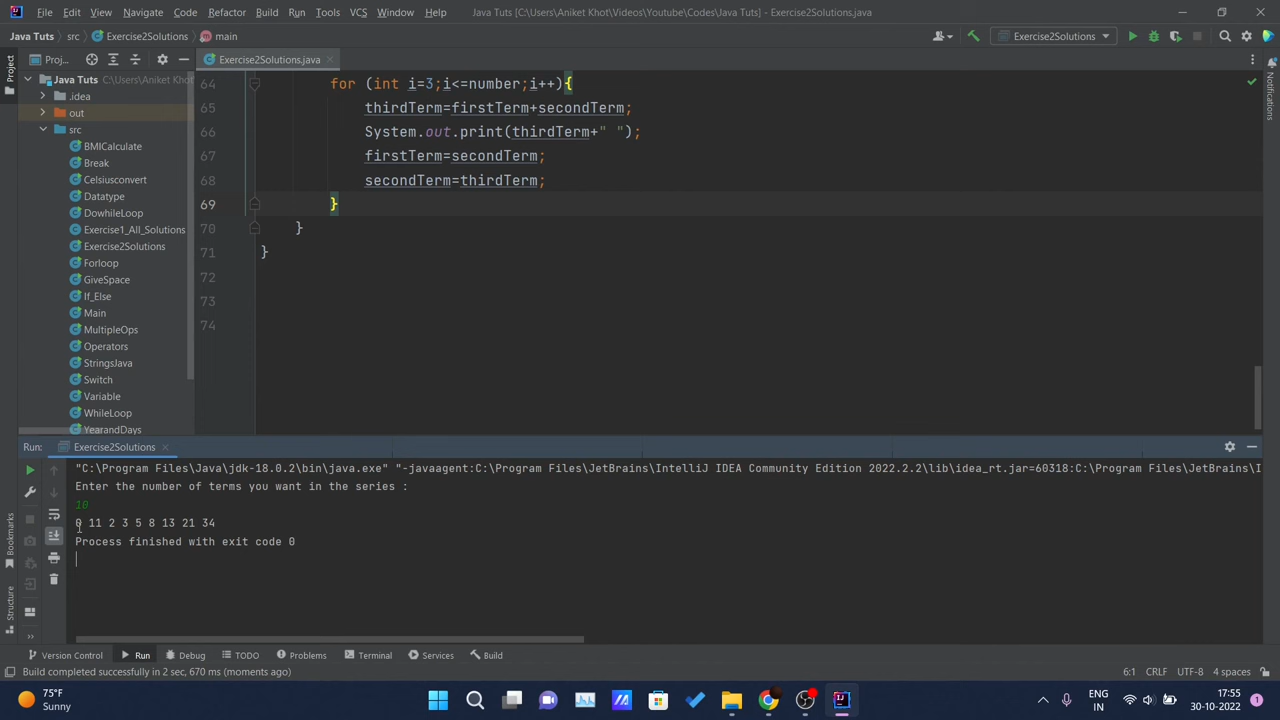 File Edit View Navigate Code Refactor Build Run Tools VCS Window Help Java Tuts [C:\Users\Aniket Khot\Videos\Youtube\Codes\Java Tuts] - Exercise2Solutions.java
Java Tuts src Exercise2Solutions main Exercise2Solutions
Project
Proj...
Exercise2Solutions.java
Notifications
Java Tuts C:\Users\Aniket Khot
.idea
out
src
BMICalculate
Break
Celsiusconvert
Datatype
DowhileLoop
Exercise1_All_Solutions
Exercise2Solutions
Forloop
GiveSpace
If_Else
Main
MultipleOps
Operators
StringsJava
Switch
Variable
WhileLoop
YearandDays
64 for (int i=3;i<=number;i++){
65 thirdTerm=firstTerm+secondTerm;
66 System.out.print(thirdTerm+" ");
67 firstTerm=secondTerm;
68 secondTerm=thirdTerm;
69 }
70 }
71 }
72
73
74
Run: Exercise2Solutions
"C:\Program Files\Java\jdk-18.0.2\bin\java.exe" "-javaagent:C:\Program Files\JetBrains\IntelliJ IDEA Community Edition 2022.2.2\lib\idea_rt.jar=60318:C:\Program Files\JetBrains\I
Enter the number of terms you want in the series :
10
0 11 2 3 5 8 13 21 34
Process finished with exit code 0
Bookmarks
Structure
Version Control Run Debug TODO Problems Terminal Services Build
Build completed successfully in 2 sec, 670 ms (moments ago) 6:1 CRLF UTF-8 4 spaces
75°F
Sunny
ENG
IN
17:55
30-10-2022
1